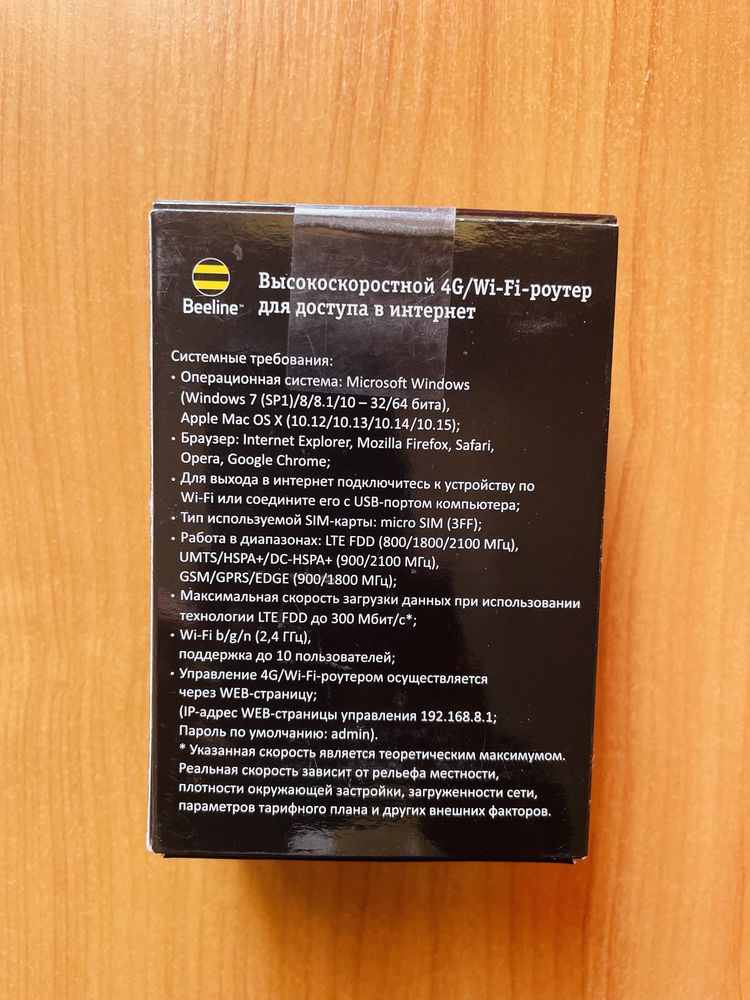 Beeline™
Высокоскоростной 4G/Wi-Fi-роутер
для доступа в интернет
Системные требования:
• Операционная система: Microsoft Windows
(Windows 7 (SP1)/8/8.1/10 – 32/64 бита),
Apple Mac OS X (10.12/10.13/10.14/10.15);
• Браузер: Internet Explorer, Mozilla Firefox, Safari,
Opera, Google Chrome;
• Для выхода в интернет подключитесь к устройству по
Wi-Fi или соедините его с USB-портом компьютера;
• Тип используемой SIM-карты: micro SIM (3FF);
• Работа в диапазонах: LTE FDD (800/1800/2100 МГц),
UMTS/HSPA+/DC-HSPA+ (900/2100 МГц),
GSM/GPRS/EDGE (900/1800 МГц);
• Максимальная скорость загрузки данных при использовании
технологии LTE FDD до 300 Мбит/с*;
• Wi-Fi b/g/n (2,4 ГГц),
поддержка до 10 пользователей;
• Управление 4G/Wi-Fi-роутером осуществляется
через WEB-страницу;
(IP-адрес WEB-страницы управления 192.168.8.1;
Пароль по умолчанию: admin).
* Указанная скорость является теоретическим максимумом.
Реальная скорость зависит от рельефа местности,
плотности окружающей застройки, загруженности сети,
параметров тарифного плана и других внешних факторов.